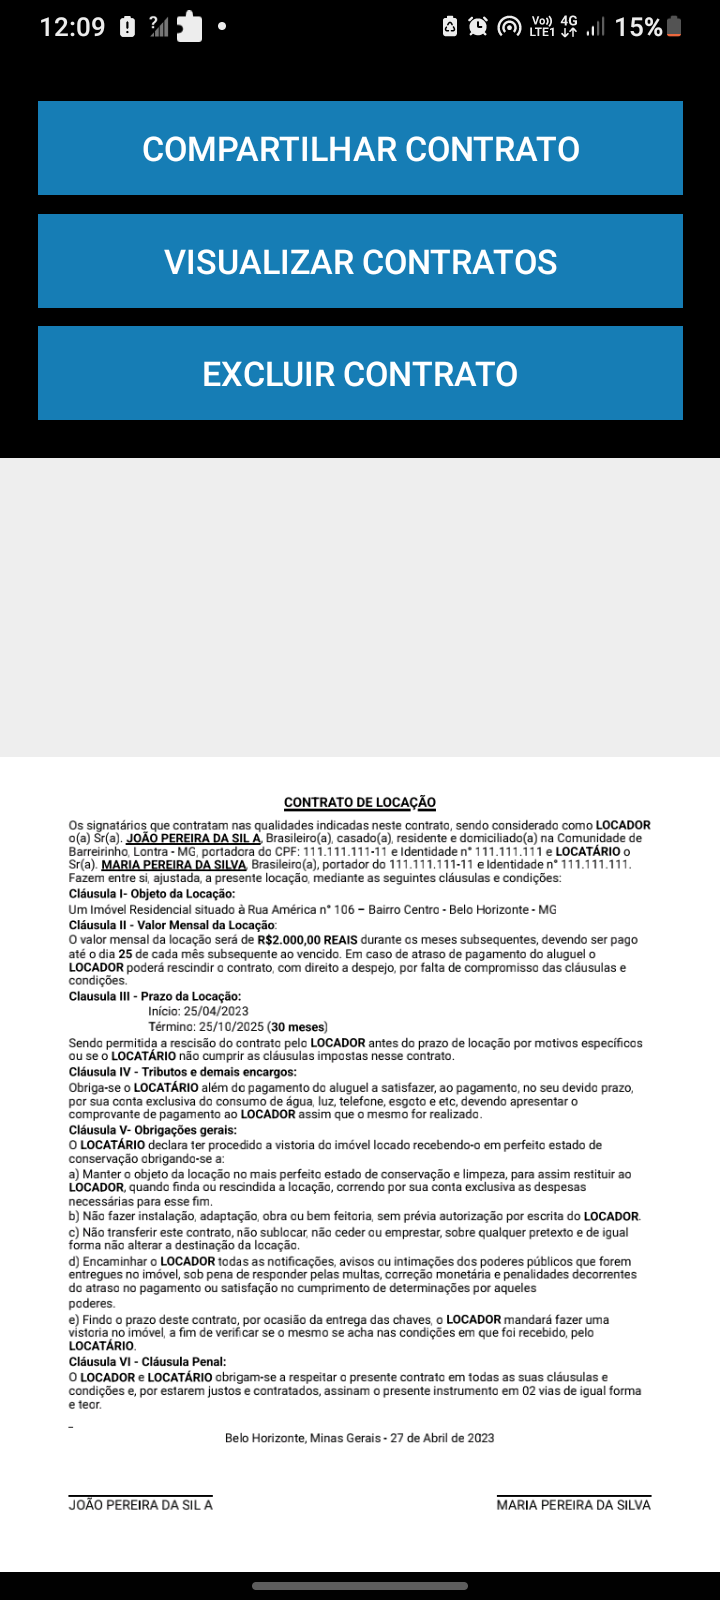 12:09
Vo)) 4G
LTE1
15%
COMPARTILHAR CONTRATO
VISUALIZAR CONTRATOS
EXCLUIR CONTRATO
CONTRATO DE LOCAÇÃO
Os signatários que contratam nas qualidades indicadas neste contrato, sendo considerado como LOCADOR
o(a) Sr(a). JOÃO PEREIRA DA SIL A, Brasileiro(a), casado(a), residente e domiciliado(a) na Comunidade de
Barreirinho, Lontra - MG, portadora do CPF: 111.111.111-11 e Identidade n° 111.111.111 e LOCATÁRIO o
Sr(a). MARIA PEREIRA DA SILVA, Brasileiro(a), portador do 111.111.111-11 e Identidade n° 111.111.111.
Fazem entre si, ajustada, a presente locação, mediante as seguintes cláusulas e condições:
Cláusula I- Objeto da Locação:
Um Imóvel Residencial situado à Rua América n° 106 – Bairro Centro - Belo Horizonte - MG
Cláusula II - Valor Mensal da Locação:
O valor mensal da locação será de R$2.000,00 REAIS durante os meses subsequentes, devendo ser pago
até o dia 25 de cada mês subsequente ao vencido. Em caso de atraso de pagamento do aluguel o
LOCADOR poderá rescindir o contrato, com direito a despejo, por falta de compromisso das cláusulas e
condições.
Clausula III - Prazo da Locação:
Início: 25/04/2023
Término: 25/10/2025 (30 meses)
Sendo permitida a rescisão do contrato pelo LOCADOR antes do prazo de locação por motivos específicos
ou se o LOCATÁRIO não cumprir as cláusulas impostas nesse contrato.
Cláusula IV - Tributos e demais encargos:
Obriga-se o LOCATÁRIO além do pagamento do aluguel a satisfazer, ao pagamento, no seu devido prazo,
por sua conta exclusiva do consumo de água, luz, telefone, esgoto e etc, devendo apresentar o
comprovante de pagamento ao LOCADOR assim que o mesmo for realizado.
Cláusula V- Obrigações gerais:
O LOCATÁRIO declara ter procedido a vistoria do imóvel locado recebendo-o em perfeito estado de
conservação obrigando-se a:
a) Manter o objeto da locação no mais perfeito estado de conservação e limpeza, para assim restituir ao
LOCADOR, quando finda ou rescindida a locação, correndo por sua conta exclusiva as despesas
necessárias para esse fim.
b) Não fazer instalação, adaptação, obra ou bem feitoria, sem prévia autorização por escrita do LOCADOR.
c) Não transferir este contrato, não sublocar, não ceder ou emprestar, sobre qualquer pretexto e de igual
forma não alterar a destinação da locação.
d) Encaminhar o LOCADOR todas as notificações, avisos ou intimações dos poderes públicos que forem
entregues no imóvel, sob pena de responder pelas multas, correção monetária e penalidades decorrentes
do atraso no pagamento ou satisfação no cumprimento de determinações por aqueles
poderes.
e) Findo o prazo deste contrato, por ocasião da entrega das chaves, o LOCADOR mandará fazer uma
vistoria no imóvel, a fim de verificar se o mesmo se acha nas condições em que foi recebido, pelo
LOCATÁRIO.
Cláusula VI - Cláusula Penal:
O LOCADOR e LOCATÁRIO obrigam-se a respeitar o presente contrato em todas as suas cláusulas e
condições e, por estarem justos e contratados, assinam o presente instrumento em 02 vias de igual forma
e teor.
_
Belo Horizonte, Minas Gerais - 27 de Abril de 2023
JOÃO PEREIRA DA SIL A
MARIA PEREIRA DA SILVA